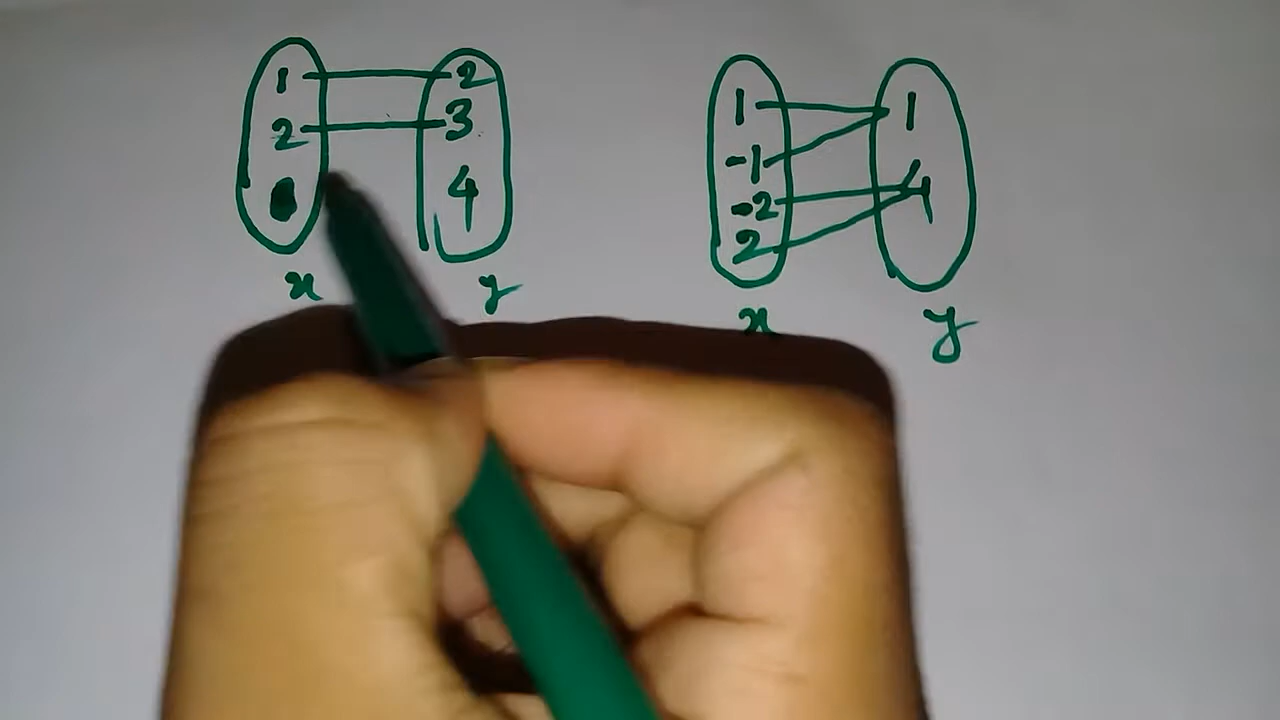 1 2 1 1
2 3 -1
4 -2 4
2
x y x y